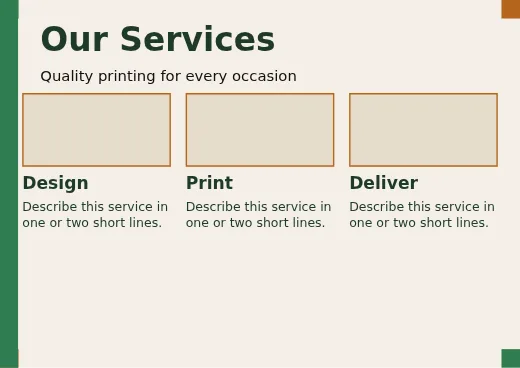 Our Services
Quality printing for every occasion
Design
Describe this service in
one or two short lines.
Print
Describe this service in
one or two short lines.
Deliver
Describe this service in
one or two short lines.